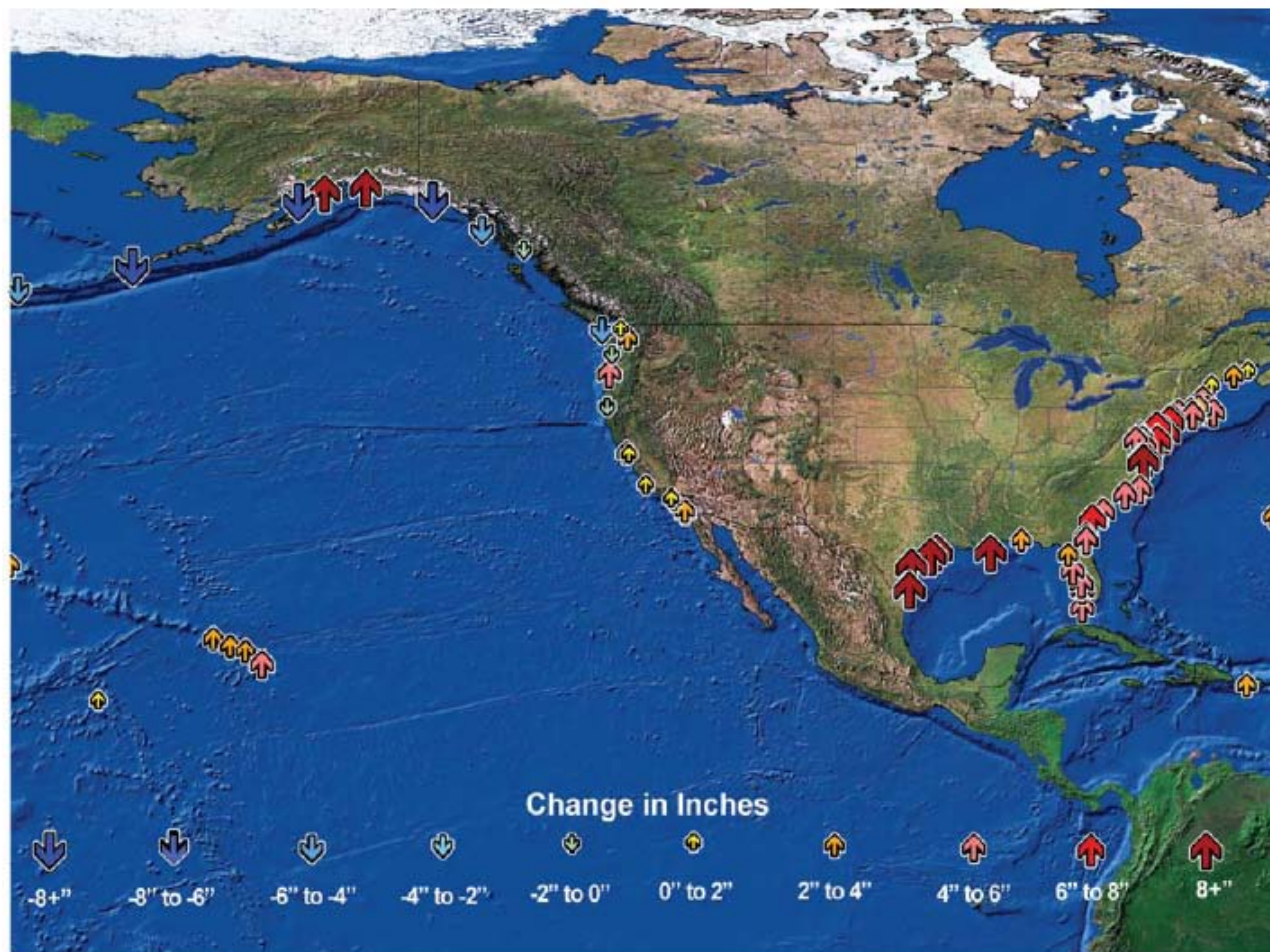 Change in Inches
-8+” -8” to -6” -6” to -4” -4” to -2” -2” to 0” 0” to 2” 2” to 4” 4” to 6” 6” to 8” 8+”